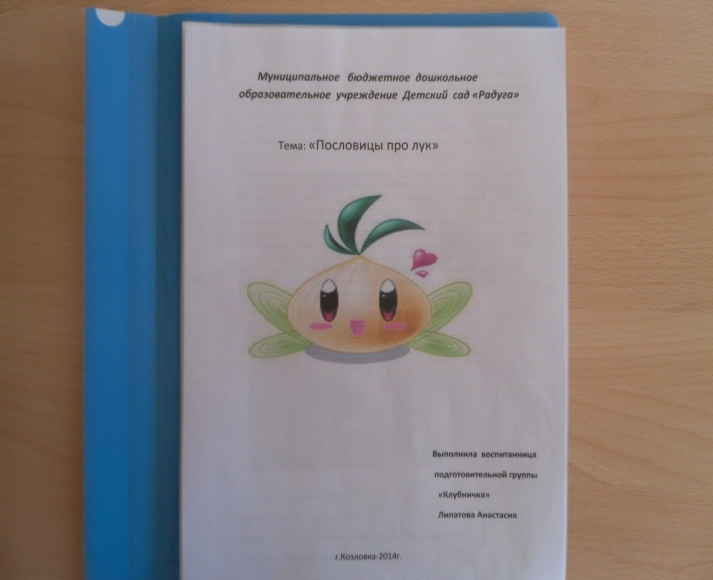 Муниципальное бюджетное дошкольное
образовательное учреждение Детский сад «Радуга»
Тема: «Пословицы про лук»
Выполнила воспитанница
подготовительной группы
«Клубничка»
Липатова Анастасия
г.Козловка-2014г.